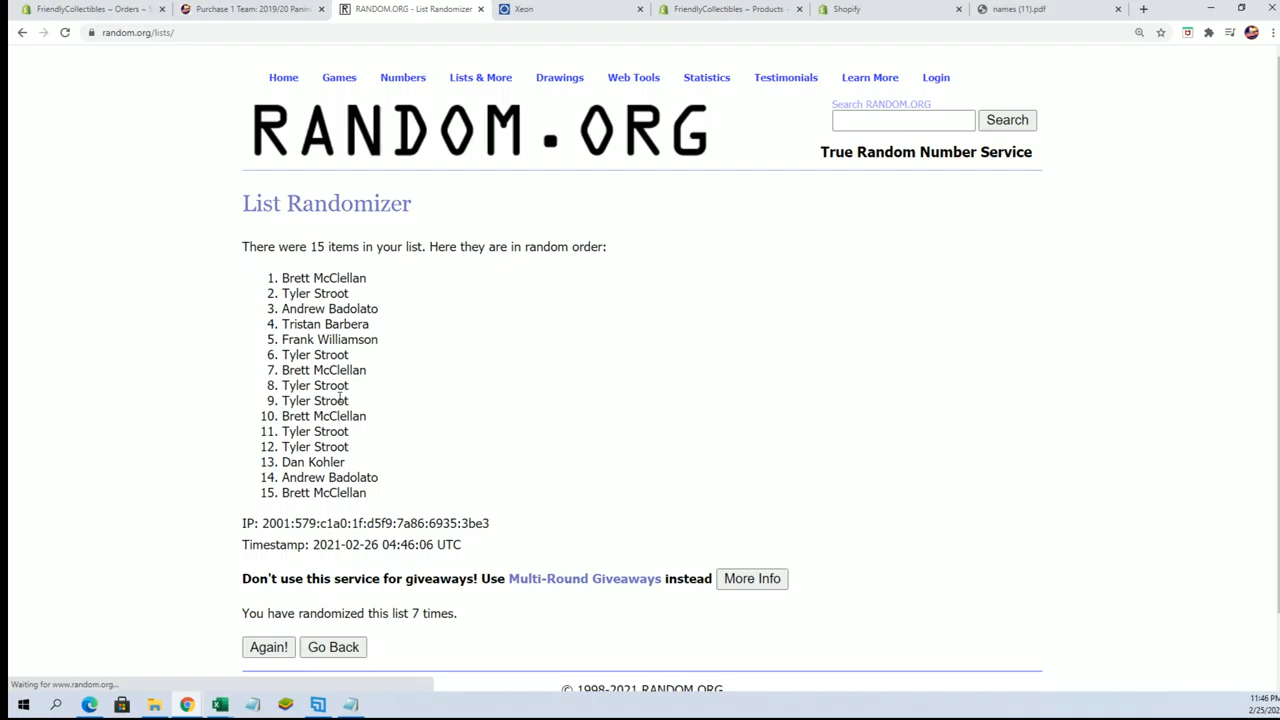 FriendlyCollectibles ~ Orders ~ S
Purchase 1 Team: 2019/20 Panini
RANDOM.ORG - List Randomizer
Xeon
FriendlyCollectibles ~ Products ~
Shopify
names (11).pdf
random.org/lists/
Home Games Numbers Lists & More Drawings Web Tools Statistics Testimonials Learn More Login
RANDOM.ORG
Search RANDOM.ORG
Search
True Random Number Service
List Randomizer
There were 15 items in your list. Here they are in random order:
1. Brett McClellan
2. Tyler Stroot
3. Andrew Badolato
4. Tristan Barbera
5. Frank Williamson
6. Tyler Stroot
7. Brett McClellan
8. Tyler Stroot
9. Tyler Stroot
10. Brett McClellan
11. Tyler Stroot
12. Tyler Stroot
13. Dan Kohler
14. Andrew Badolato
15. Brett McClellan
IP: 2001:579:c1a0:1f:d5f9:7a86:6935:3be3
Timestamp: 2021-02-26 04:46:06 UTC
Don't use this service for giveaways! Use Multi-Round Giveaways instead More Info
You have randomized this list 7 times.
Again! Go Back
© 1998-2021 RANDOM.ORG
Waiting for www.random.org...
11:46 PM
2/25/202